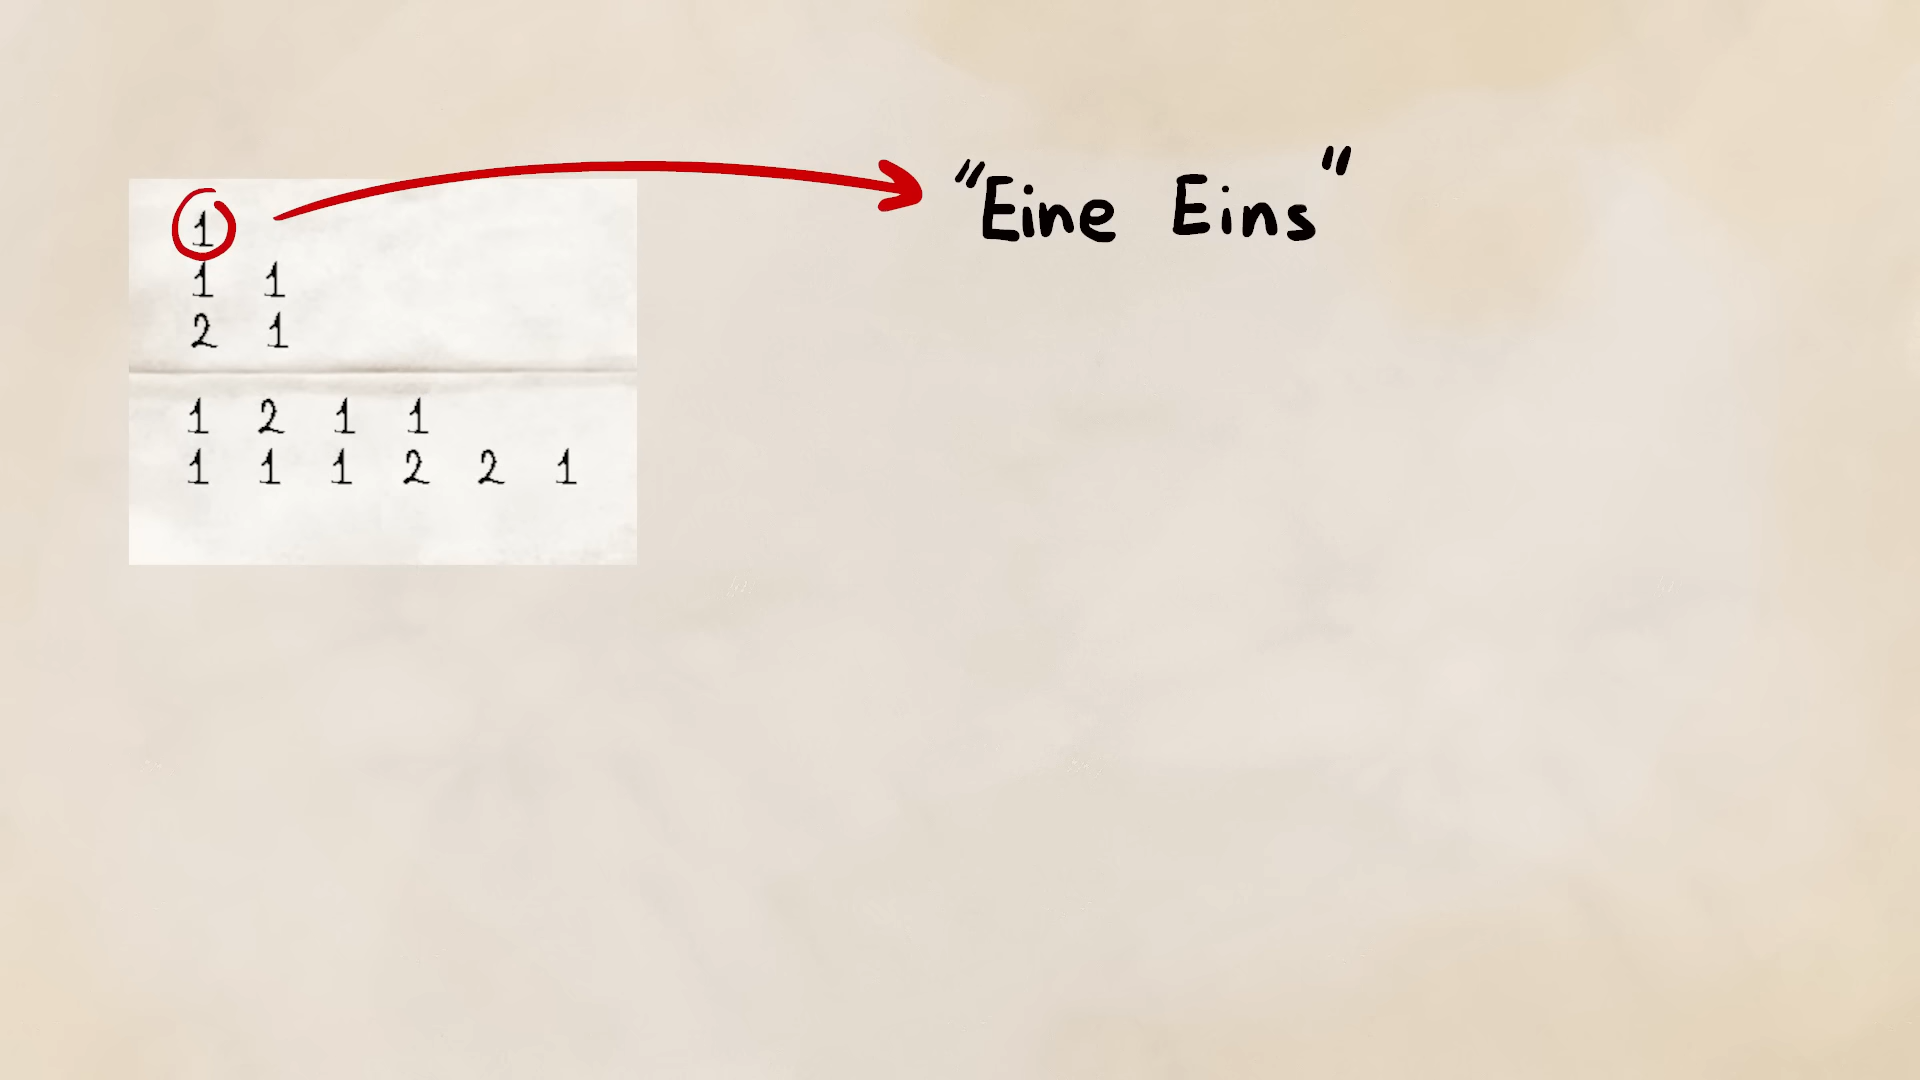 1
1 1
2 1
1 2 1 1
1 1 1 2 2 1
"Eine Eins"